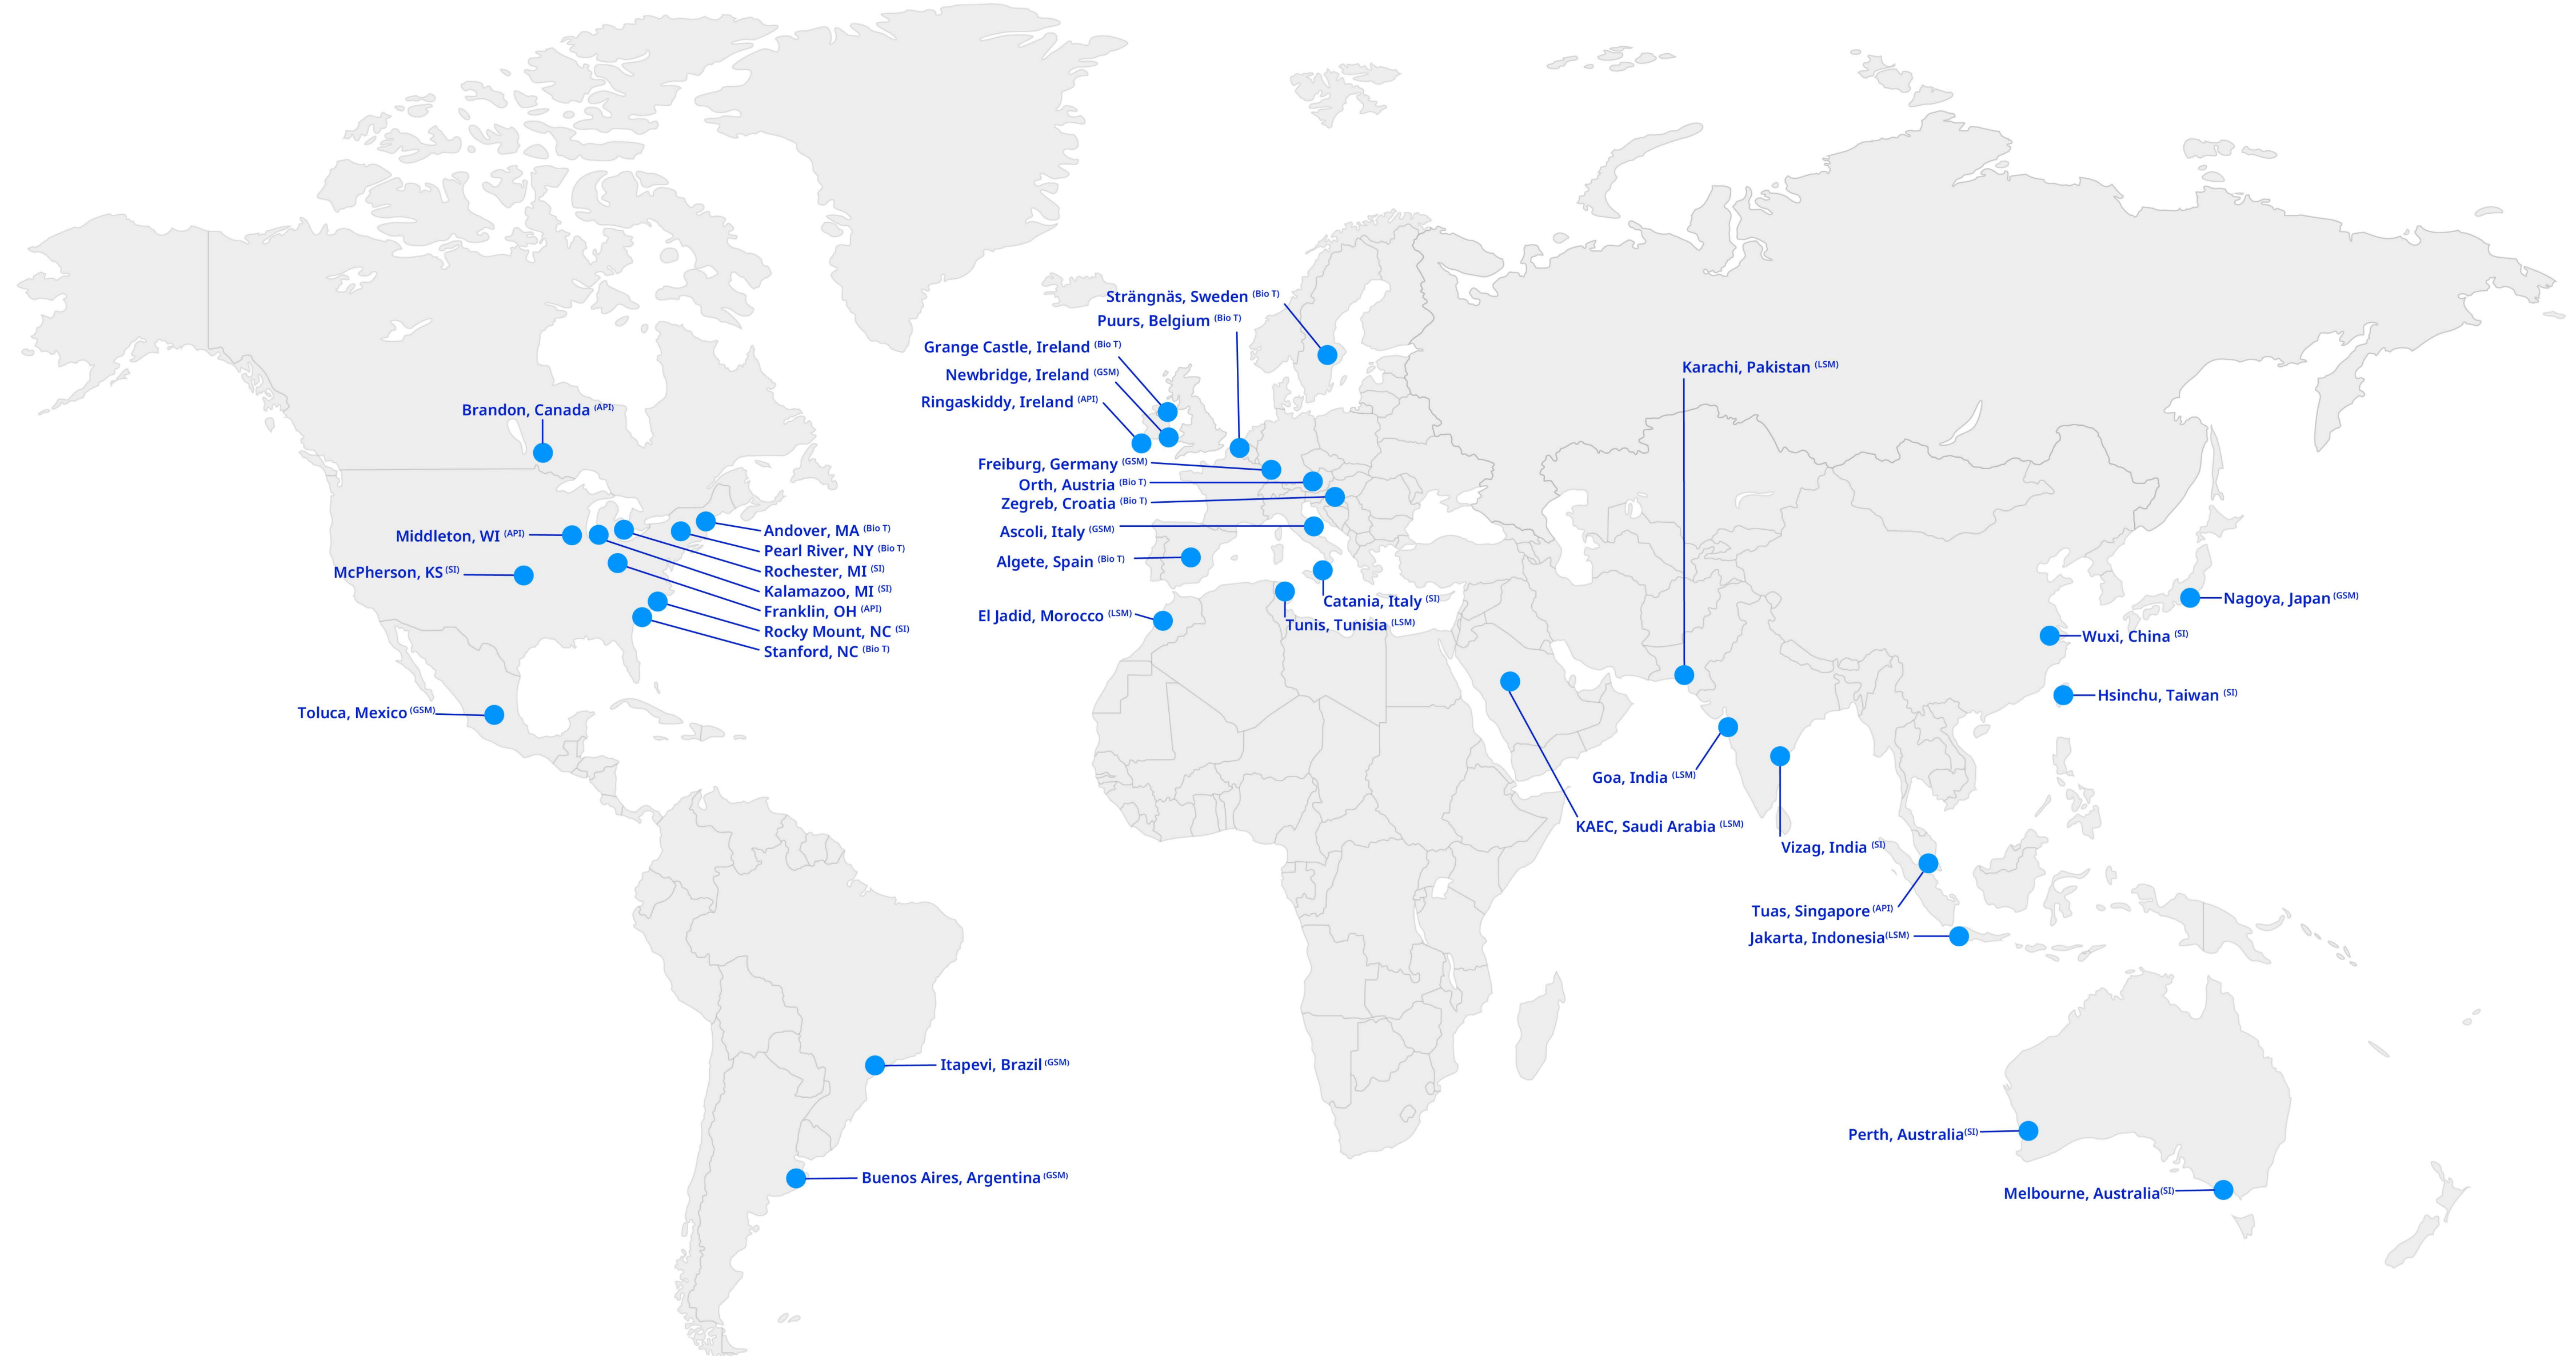 Strängnäs, Sweden (Bio T)
Puurs, Belgium (Bio T)
Grange Castle, Ireland (Bio T)
Newbridge, Ireland (GSM)
Ringaskiddy, Ireland (API)
Karachi, Pakistan (LSM)
Brandon, Canada (API)
Freiburg, Germany (GSM)
Orth, Austria (Bio T)
Zegreb, Croatia (Bio T)
Ascoli, Italy (GSM)
Algete, Spain (Bio T)
Middleton, WI (API)
McPherson, KS (SI)
Andover, MA (Bio T)
Pearl River, NY (Bio T)
Rochester, MI (SI)
Kalamazoo, MI (SI)
Franklin, OH (API)
Rocky Mount, NC (SI)
Stanford, NC (Bio T)
El Jadid, Morocco (LSM)
Catania, Italy (SI)
Tunis, Tunisia (LSM)
Nagoya, Japan (GSM)
Wuxi, China (SI)
Hsinchu, Taiwan (SI)
Toluca, Mexico (GSM)
Goa, India (LSM)
KAEC, Saudi Arabia (LSM)
Vizag, India (SI)
Tuas, Singapore (API)
Jakarta, Indonesia(LSM)
Itapevi, Brazil (GSM)
Perth, Australia(SI)
Buenos Aires, Argentina (GSM)
Melbourne, Australia(SI)